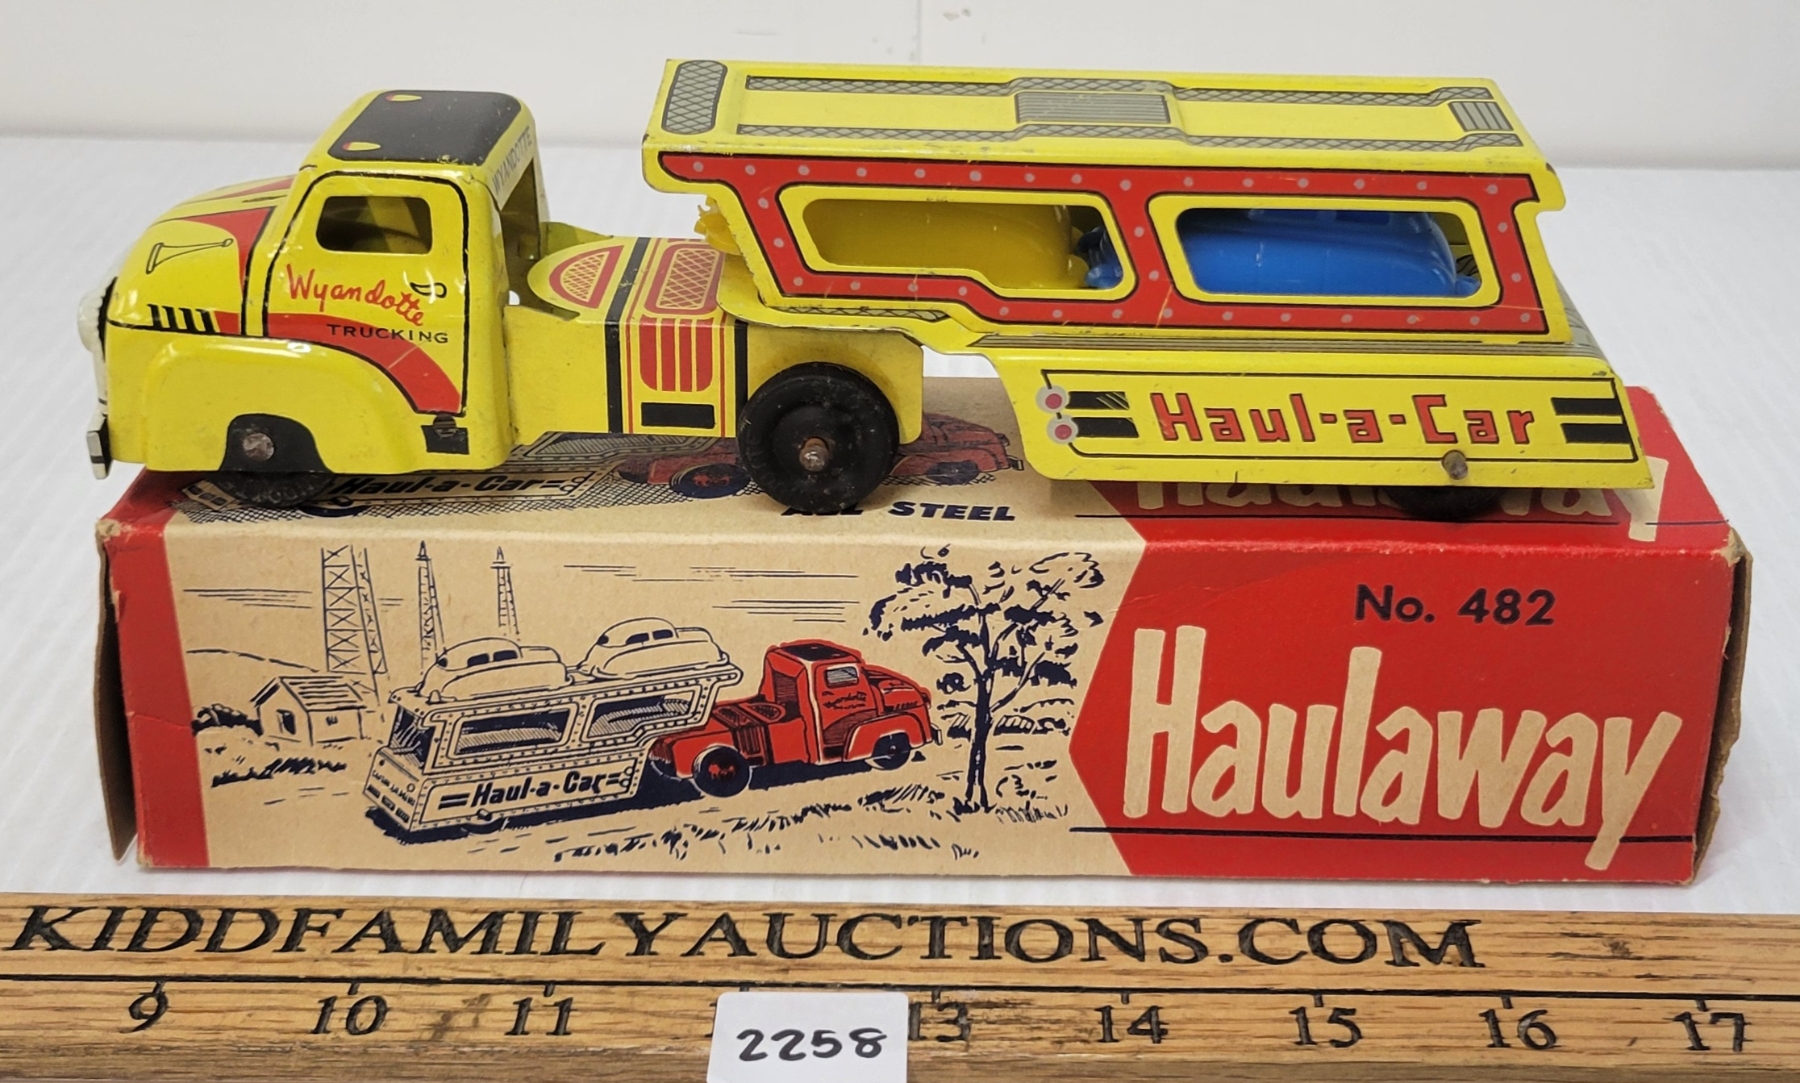 WYANDOTTE
Wyandotte
TRUCKING
Haul-a-Car
Haul-a-Car
ALL STEEL
Haulaway
No. 482
Haulaway
Haul-a-Car
KIDDFAMILYAUCTIONS.COM
9 10 11 13 14 15 16 17
2258